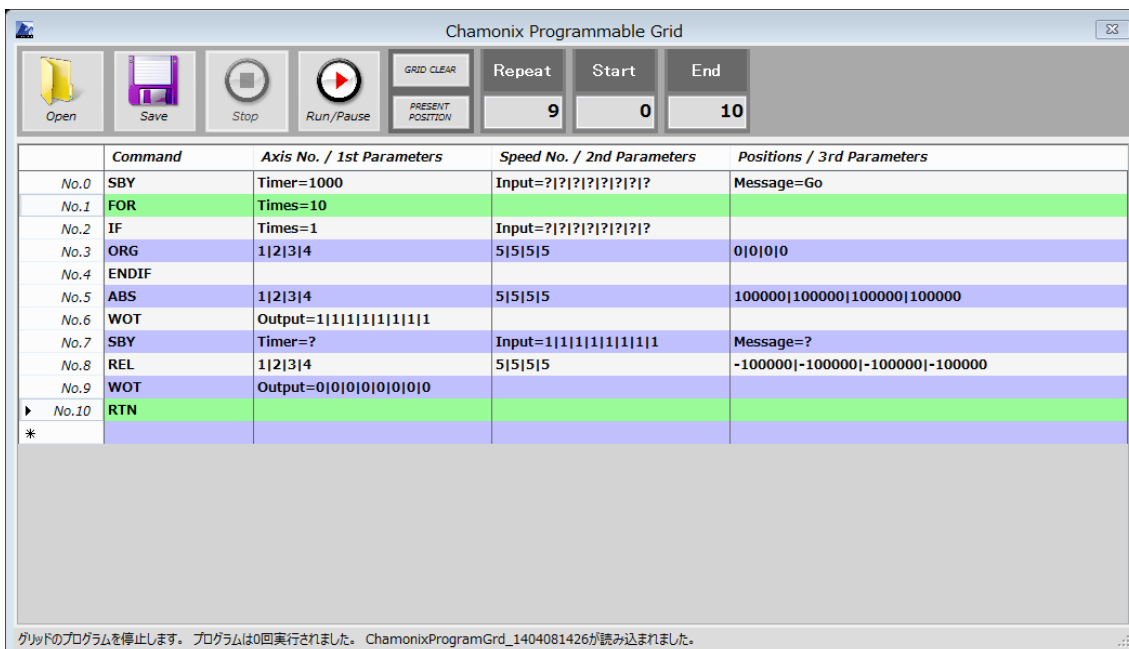 Chamonix Programmable Grid
Open
Save
Stop
Run/Pause
GRID CLEAR
PRESENT POSITION
Repeat Start End
9 0 10
Command Axis No. / 1st Parameters Speed No. / 2nd Parameters Positions / 3rd Parameters
No.0 SBY Timer=1000 Input=?|?|?|?|?|?|?|? Message=Go
No.1 FOR Times=10
No.2 IF Times=1 Input=?|?|?|?|?|?|?|?
No.3 ORG 1|2|3|4 5|5|5|5 0|0|0|0
No.4 ENDIF
No.5 ABS 1|2|3|4 5|5|5|5 100000|100000|100000|100000
No.6 WOT Output=1|1|1|1|1|1|1|1
No.7 SBY Timer=? Input=1|1|1|1|1|1|1|1 Message=?
No.8 REL 1|2|3|4 5|5|5|5 -100000|-100000|-100000|-100000
No.9 WOT Output=0|0|0|0|0|0|0|0
No.10 RTN
*
グリッドのプログラムを停止します。 プログラムは0回実行されました。 ChamonixProgramGrd_1404081426が読み込まれました。